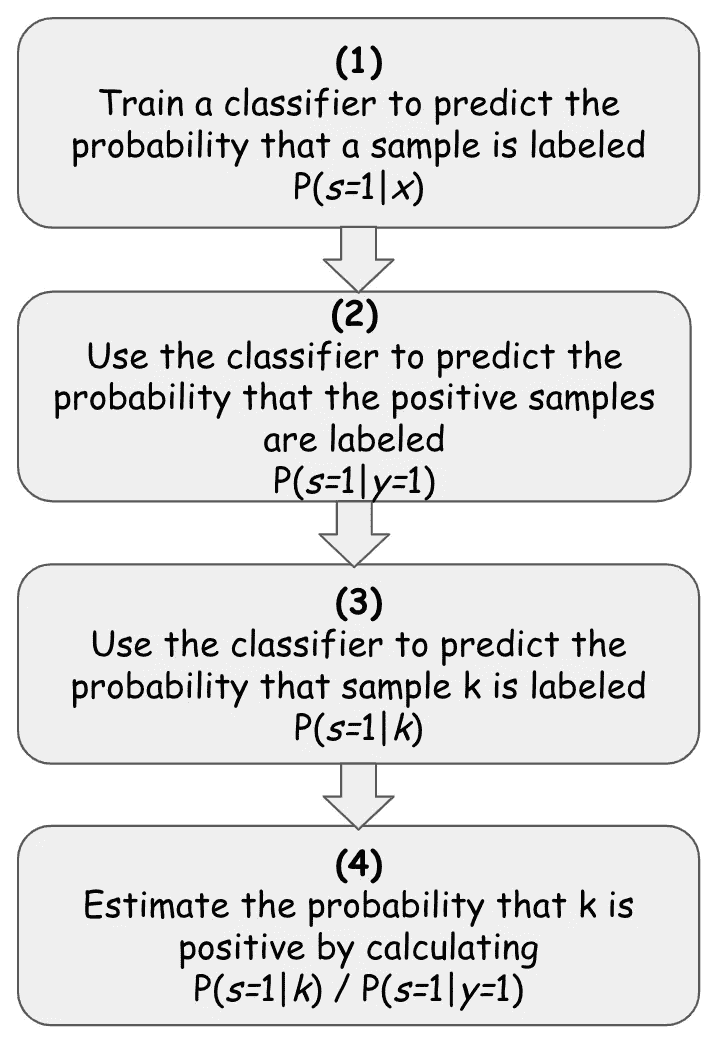 (1)
Train a classifier to predict the
probability that a sample is labeled
P(s=1|x)
(2)
Use the classifier to predict the
probability that the positive samples
are labeled
P(s=1|y=1)
(3)
Use the classifier to predict the
probability that sample k is labeled
P(s=1|k)
(4)
Estimate the probability that k is
positive by calculating
P(s=1|k) / P(s=1|y=1)